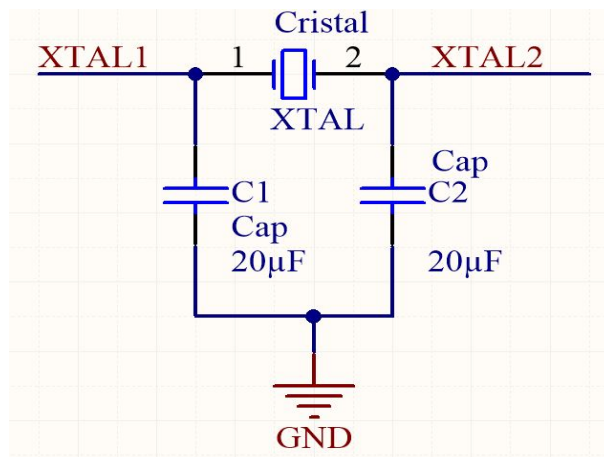 Cristal
XTAL1
1
2
XTAL2
XTAL
Cap
C1
C2
Cap
20µF
20µF
GND